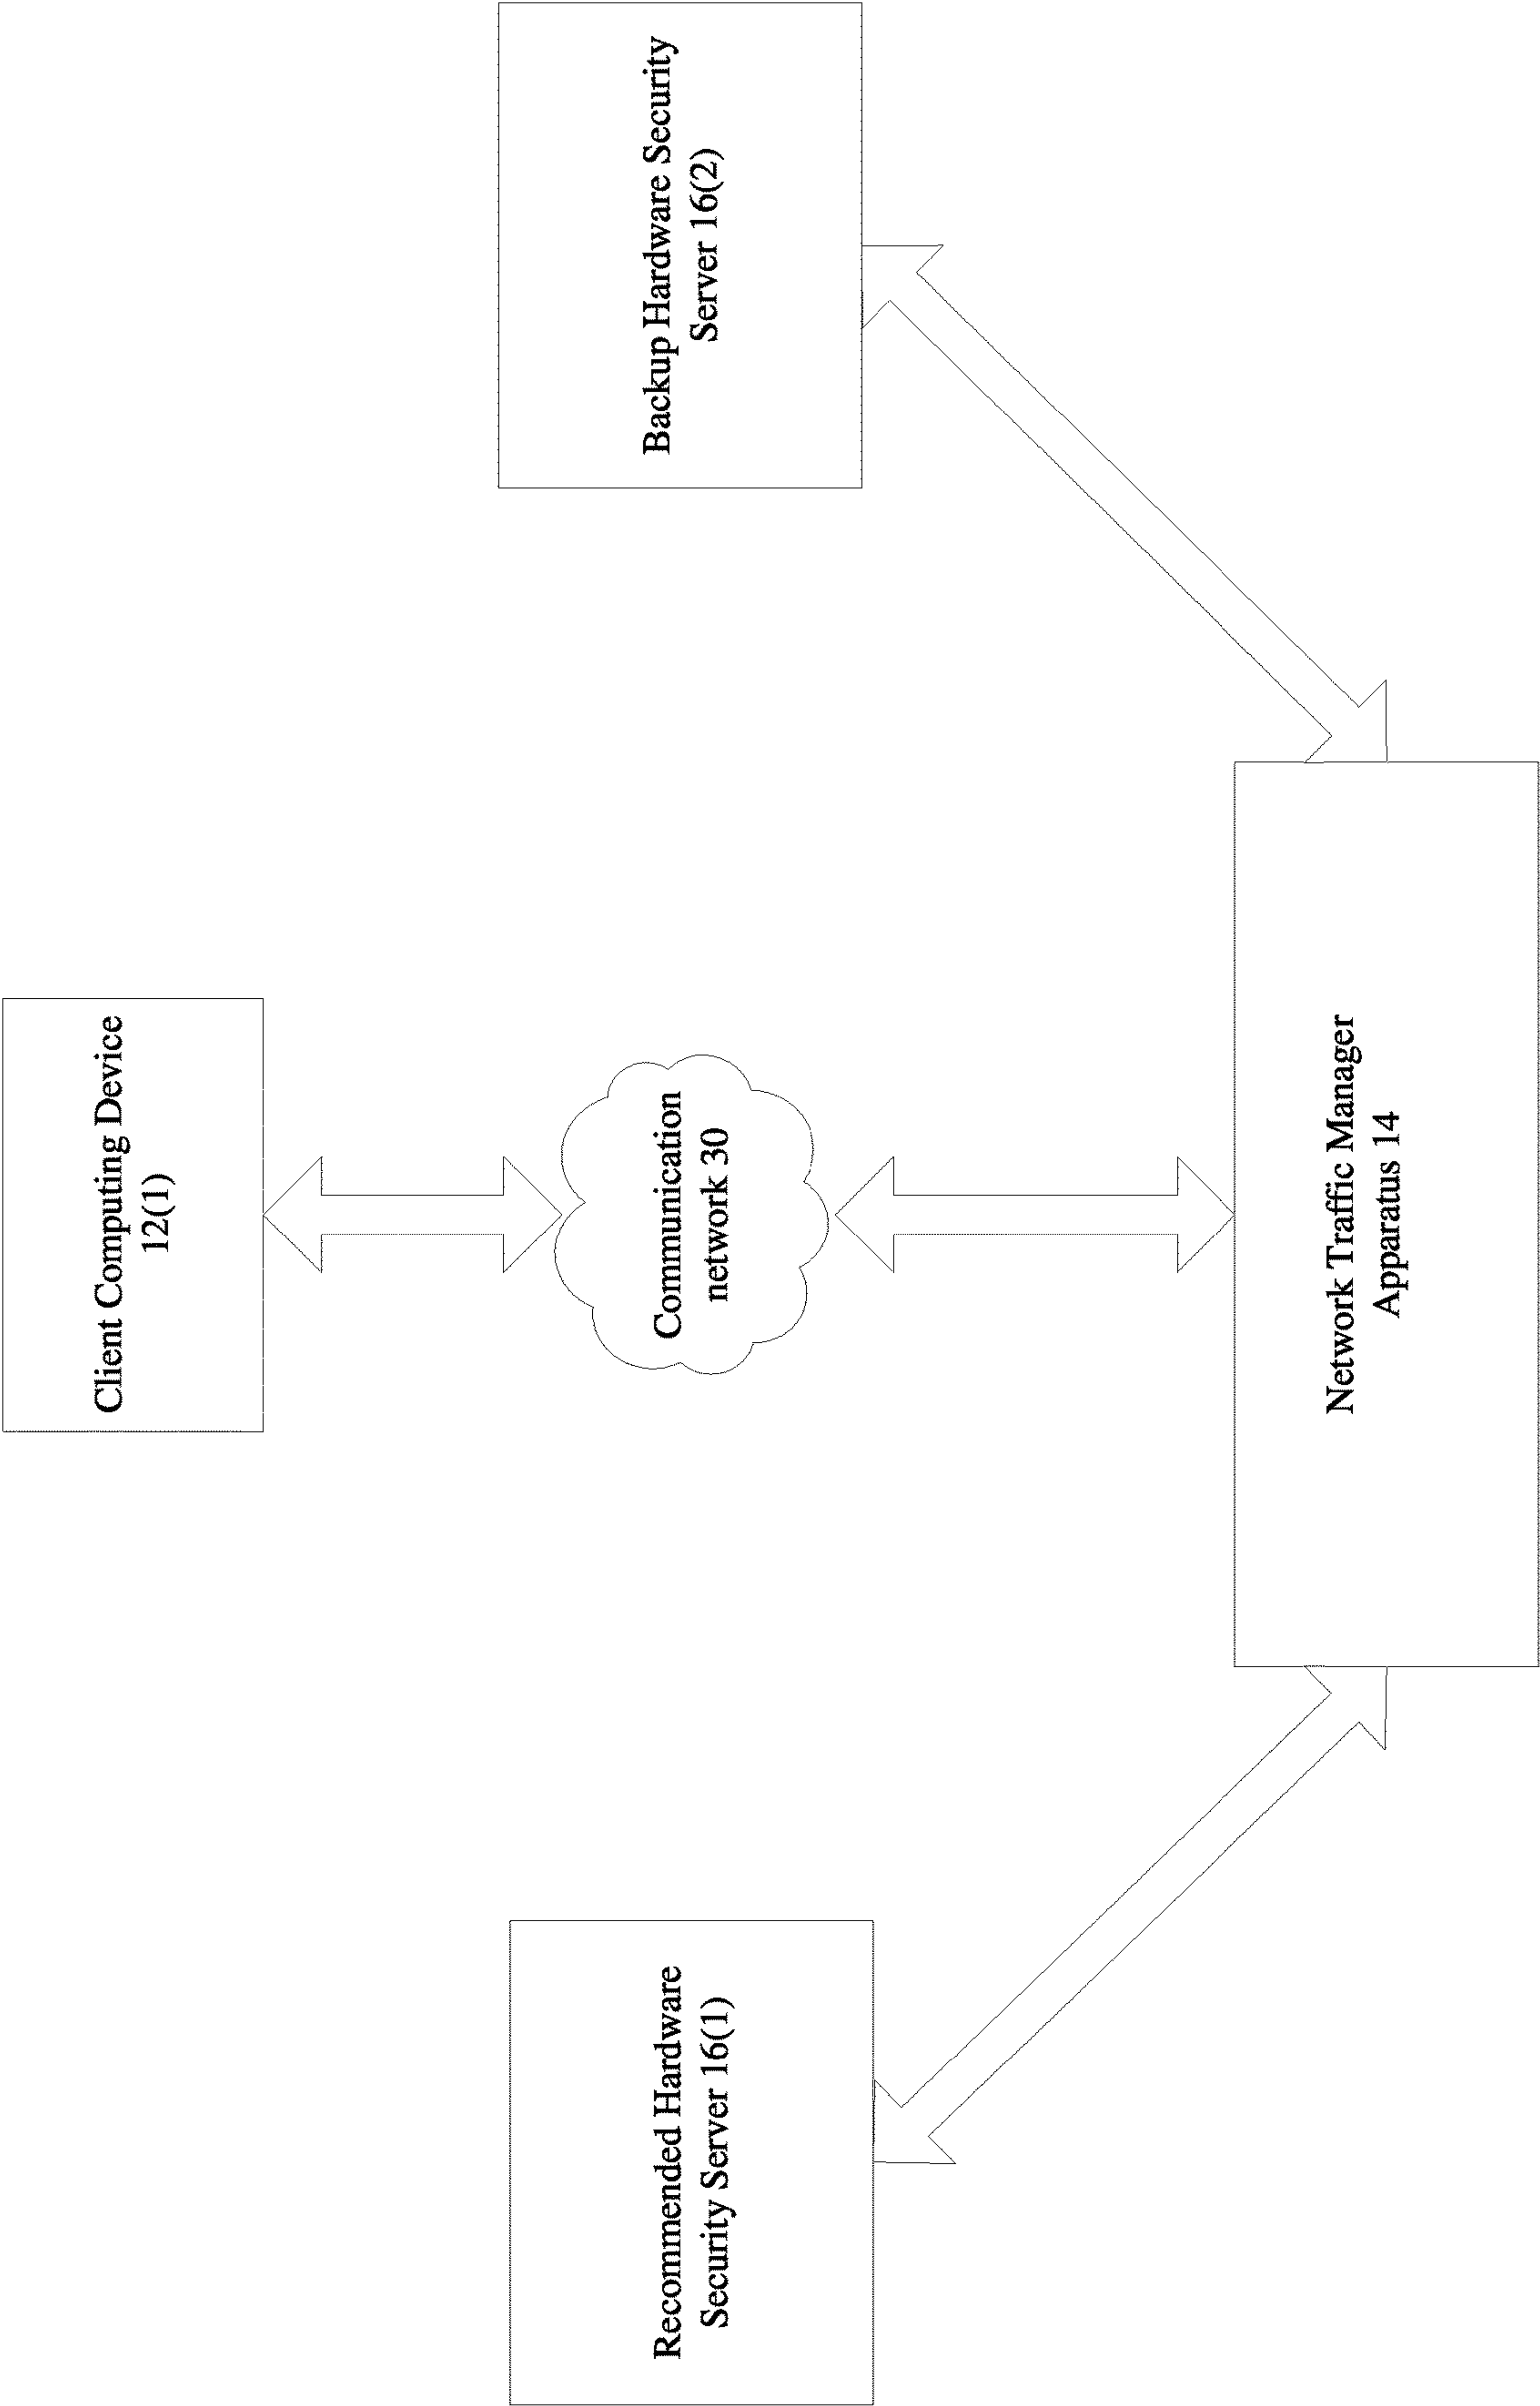 Client Computing Device
12(1)
Recommended Hardware
Security Server 16(1)
Communication
network 30
Backup Hardware Security
Server 16(2)
Network Traffic Manager
Apparatus 14